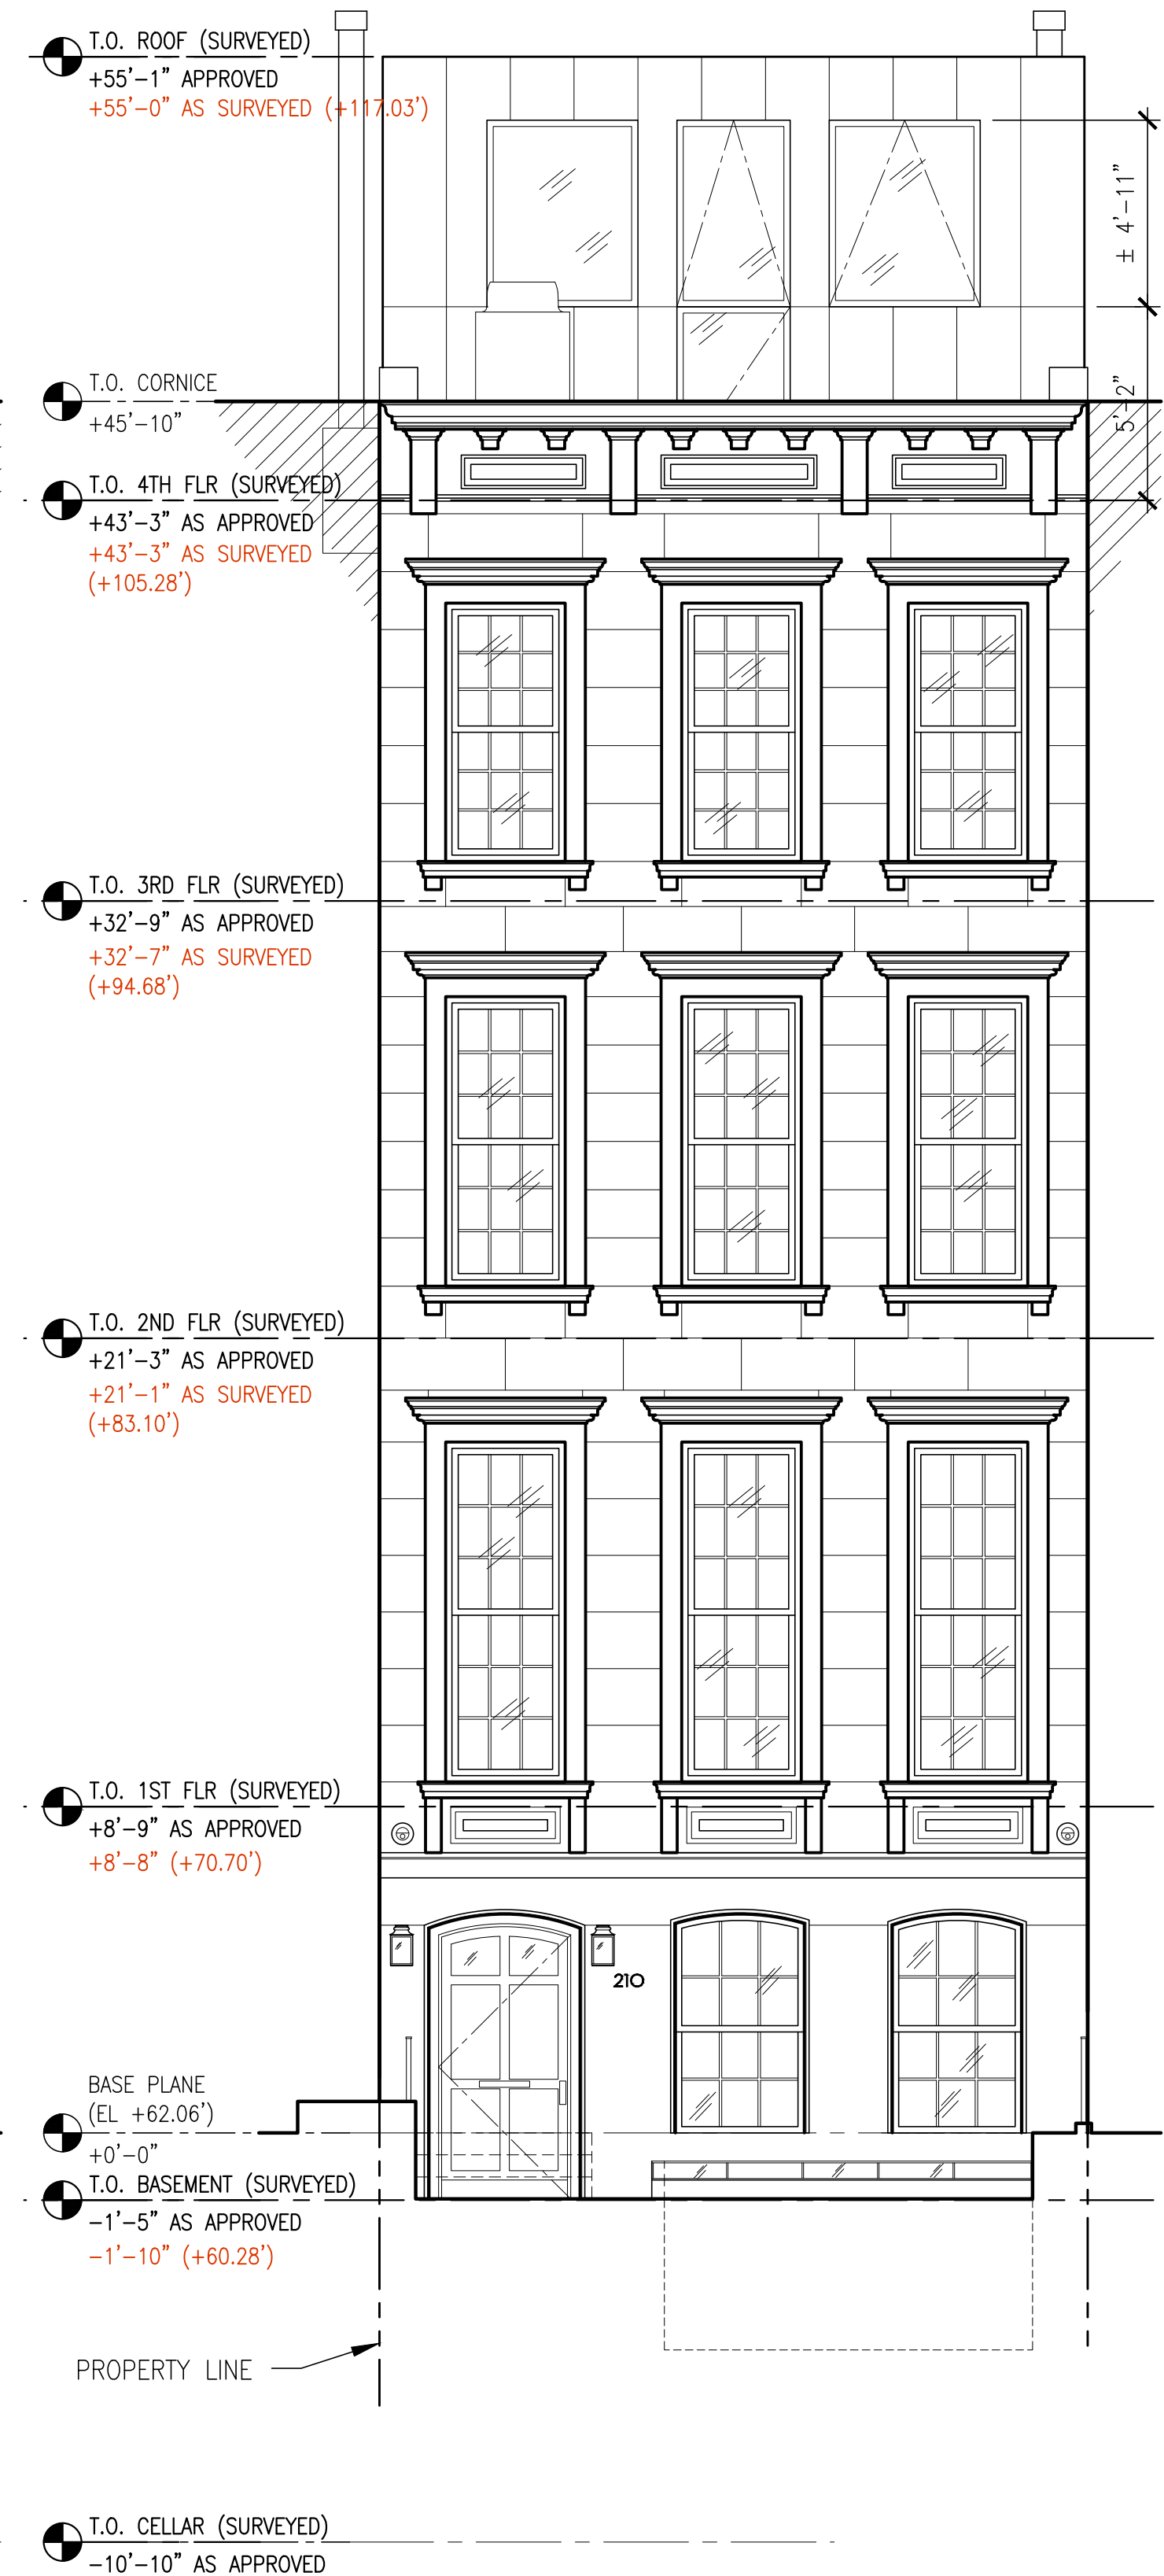 T.O. ROOF (SURVEYED)
+55'-1" APPROVED
+55'-0" AS SURVEYED (+117.03')
± 4'-11"
T.O. CORNICE
+45'-10"
5'-2"
T.O. 4TH FLR (SURVEYED)
+43'-3" AS APPROVED
+43'-3" AS SURVEYED
(+105.28')
T.O. 3RD FLR (SURVEYED)
+32'-9" AS APPROVED
+32'-7" AS SURVEYED
(+94.68')
T.O. 2ND FLR (SURVEYED)
+21'-3" AS APPROVED
+21'-1" AS SURVEYED
(+83.10')
T.O. 1ST FLR (SURVEYED)
+8'-9" AS APPROVED
+8'-8" (+70.70')
210
BASE PLANE
(EL +62.06')
+0'-0"
T.O. BASEMENT (SURVEYED)
-1'-5" AS APPROVED
-1'-10" (+60.28')
PROPERTY LINE
T.O. CELLAR (SURVEYED)
-10'-10" AS APPROVED